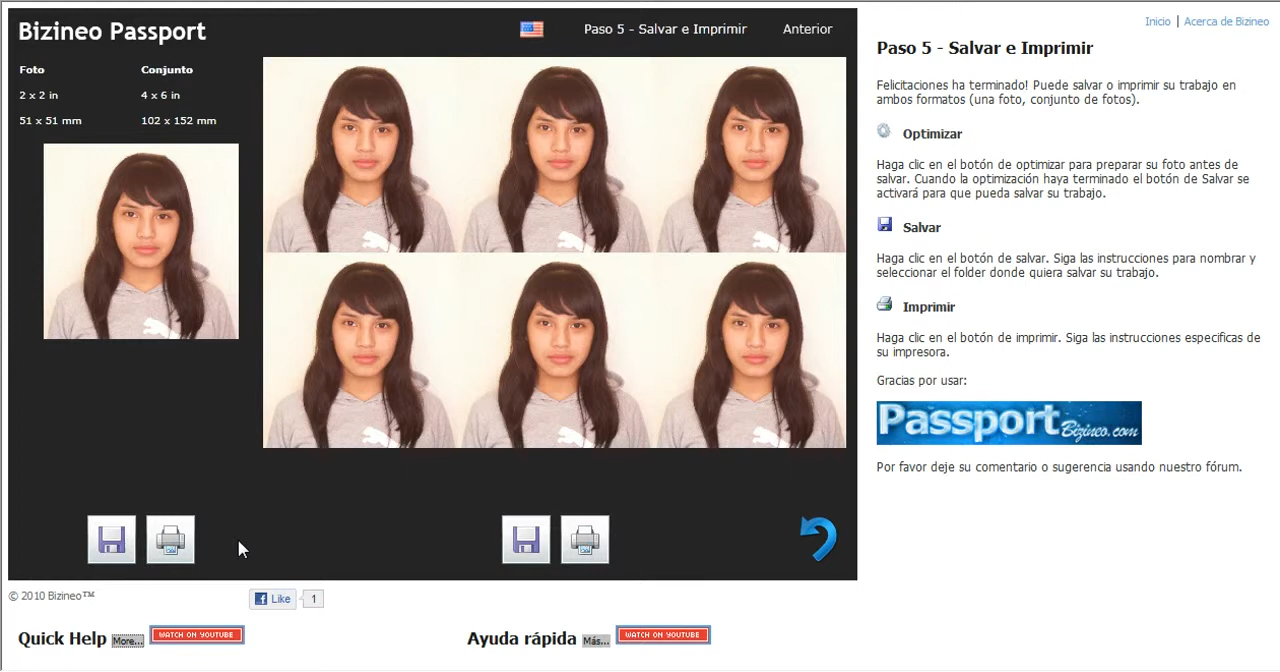 Bizineo Passport
Paso 5 - Salvar e Imprimir
Anterior
Foto
Conjunto
2 x 2 in
4 x 6 in
51 x 51 mm
102 x 152 mm
© 2010 Bizineo™
Like
1
Quick Help More...
WATCH ON YOUTUBE
Ayuda rápida Más...
WATCH ON YOUTUBE
Inicio | Acerca de Bizineo
Paso 5 - Salvar e Imprimir
Felicitaciones ha terminado! Puede salvar o imprimir su trabajo en
ambos formatos (una foto, conjunto de fotos).
Optimizar
Haga clic en el botón de optimizar para preparar su foto antes de
salvar. Cuando la optimización haya terminado el botón de Salvar se
activará para que pueda salvar su trabajo.
Salvar
Haga clic en el botón de salvar. Siga las instrucciones para nombrar y
seleccionar el folder donde quiera salvar su trabajo.
Imprimir
Haga clic en el botón de imprimir. Siga las instrucciones especificas de
su impresora.
Gracias por usar:
Passport Bizineo.com
Por favor deje su comentario o sugerencia usando nuestro fórum.